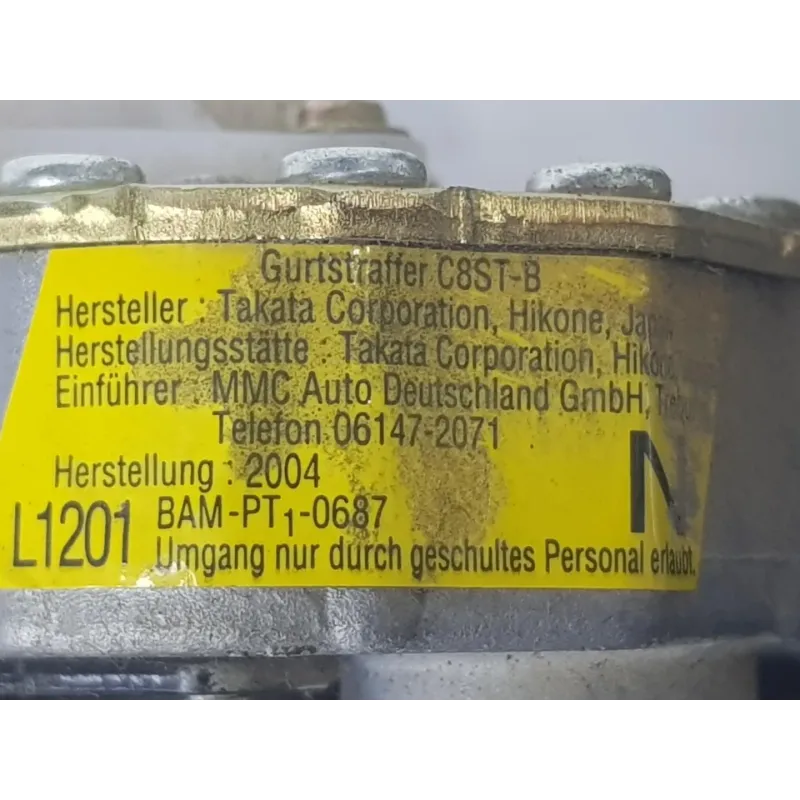 Gurtstraffer C8ST-B
Hersteller : Takata Corporation, Hikone,
Herstellungsstätte : Takata Corporation,
Einführer : MMC Auto Deutschland GmbH,
Telefon 06147-2071
Herstellung : 2004
N
L1201 BAM-PT1-0687
Umgang nur durch geschultes Personal erlaubt.